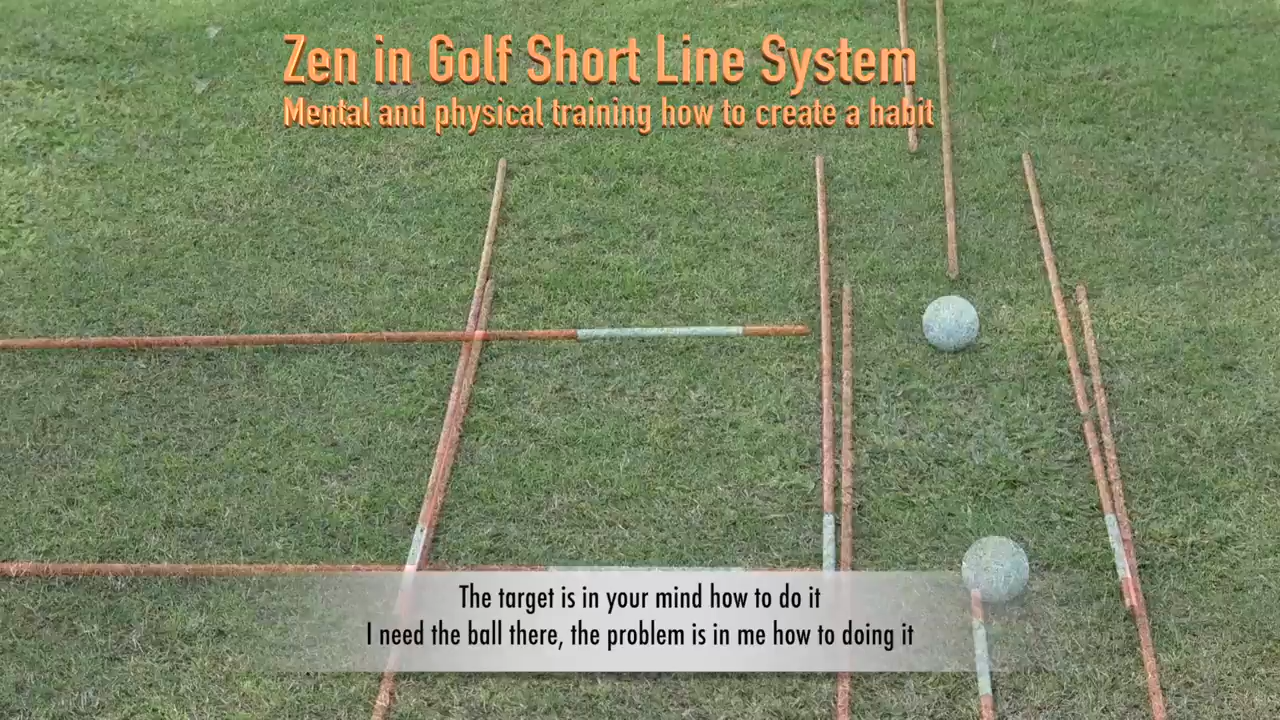 Zen in Golf Short Line System
Mental and physical training how to create a habit
The target is in your mind how to do it
I need the ball there, the problem is in me how to doing it